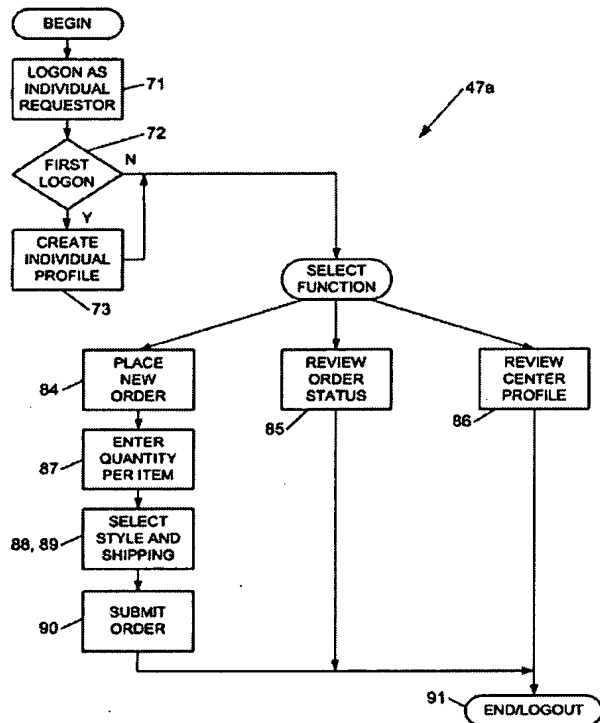 BEGIN
LOGON AS
INDIVIDUAL
REQUESTOR
71
47a
72
FIRST
LOGON
N
Y
CREATE
INDIVIDUAL
PROFILE
73
SELECT
FUNCTION
PLACE
NEW
ORDER
84
REVIEW
ORDER
STATUS
85
REVIEW
CENTER
PROFILE
86
ENTER
QUANTITY
PER ITEM
87
SELECT
STYLE AND
SHIPPING
88, 89
SUBMIT
ORDER
90
91
END/LOGOUT